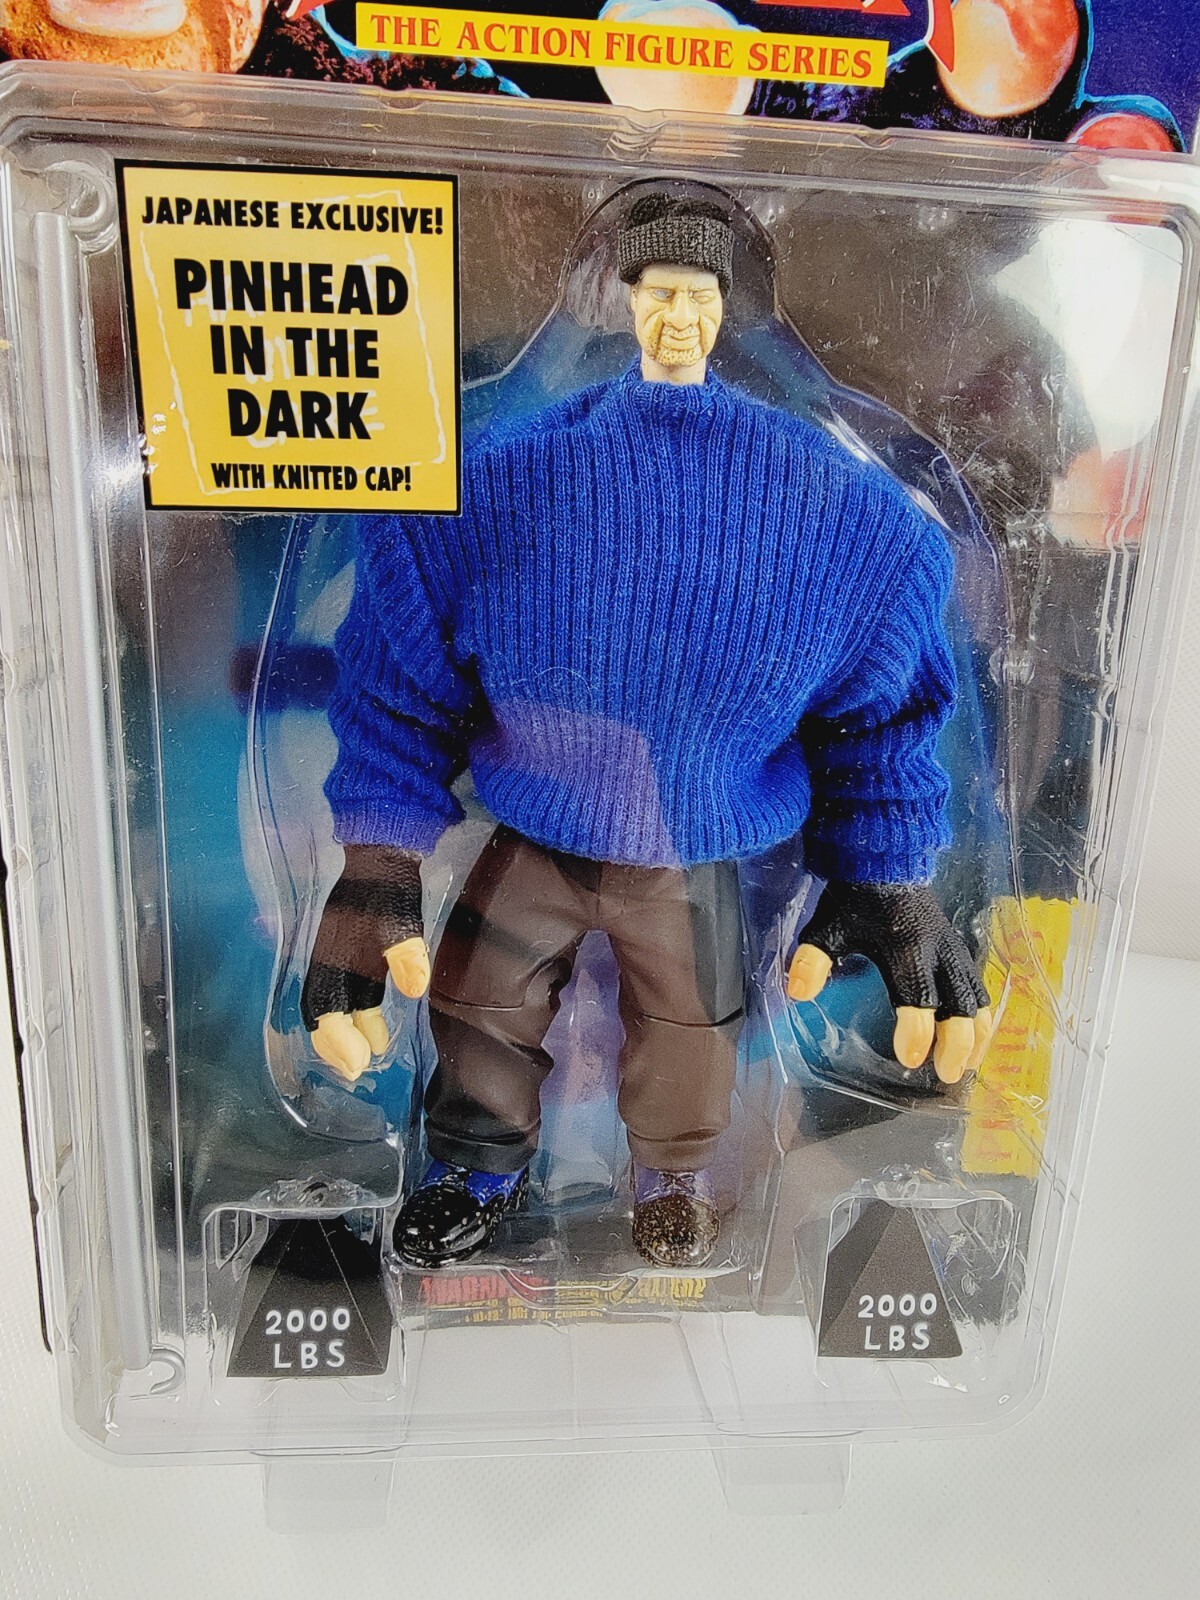 THE ACTION FIGURE SERIES
JAPANESE EXCLUSIVE!
PINHEAD
IN THE
DARK
WITH KNITTED CAP!
2000
LBS
2000
LBS